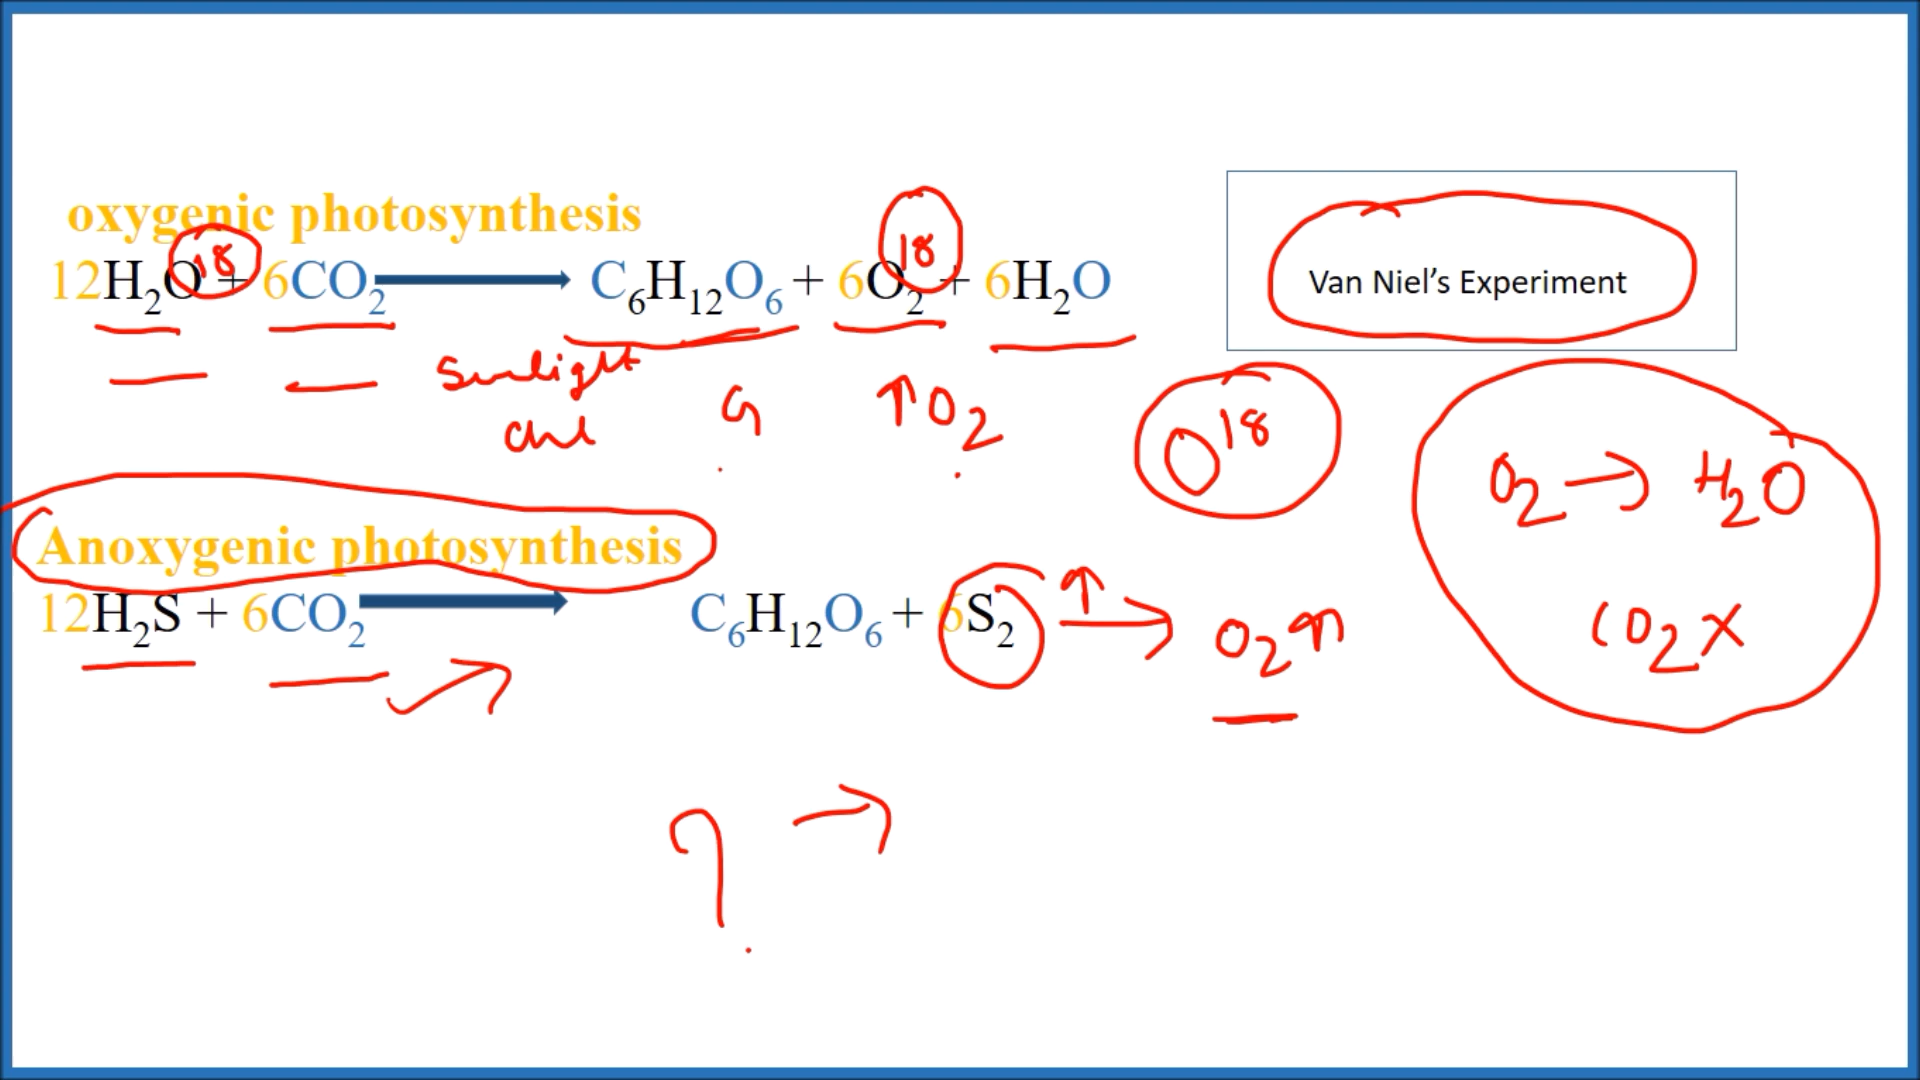 oxygenic photosynthesis
12H₂O¹⁸ + 6CO₂ → C₆H₁₂O₆ + 6O₂¹⁸ + 6H₂O
Van Niel’s Experiment
Sunlight
chl
G
↑O₂
O¹⁸
O₂ → H₂O
CO₂ X
Anoxygenic photosynthesis
12H₂S + 6CO₂ → C₆H₁₂O₆ + 6S₂ ↑ → O₂
?